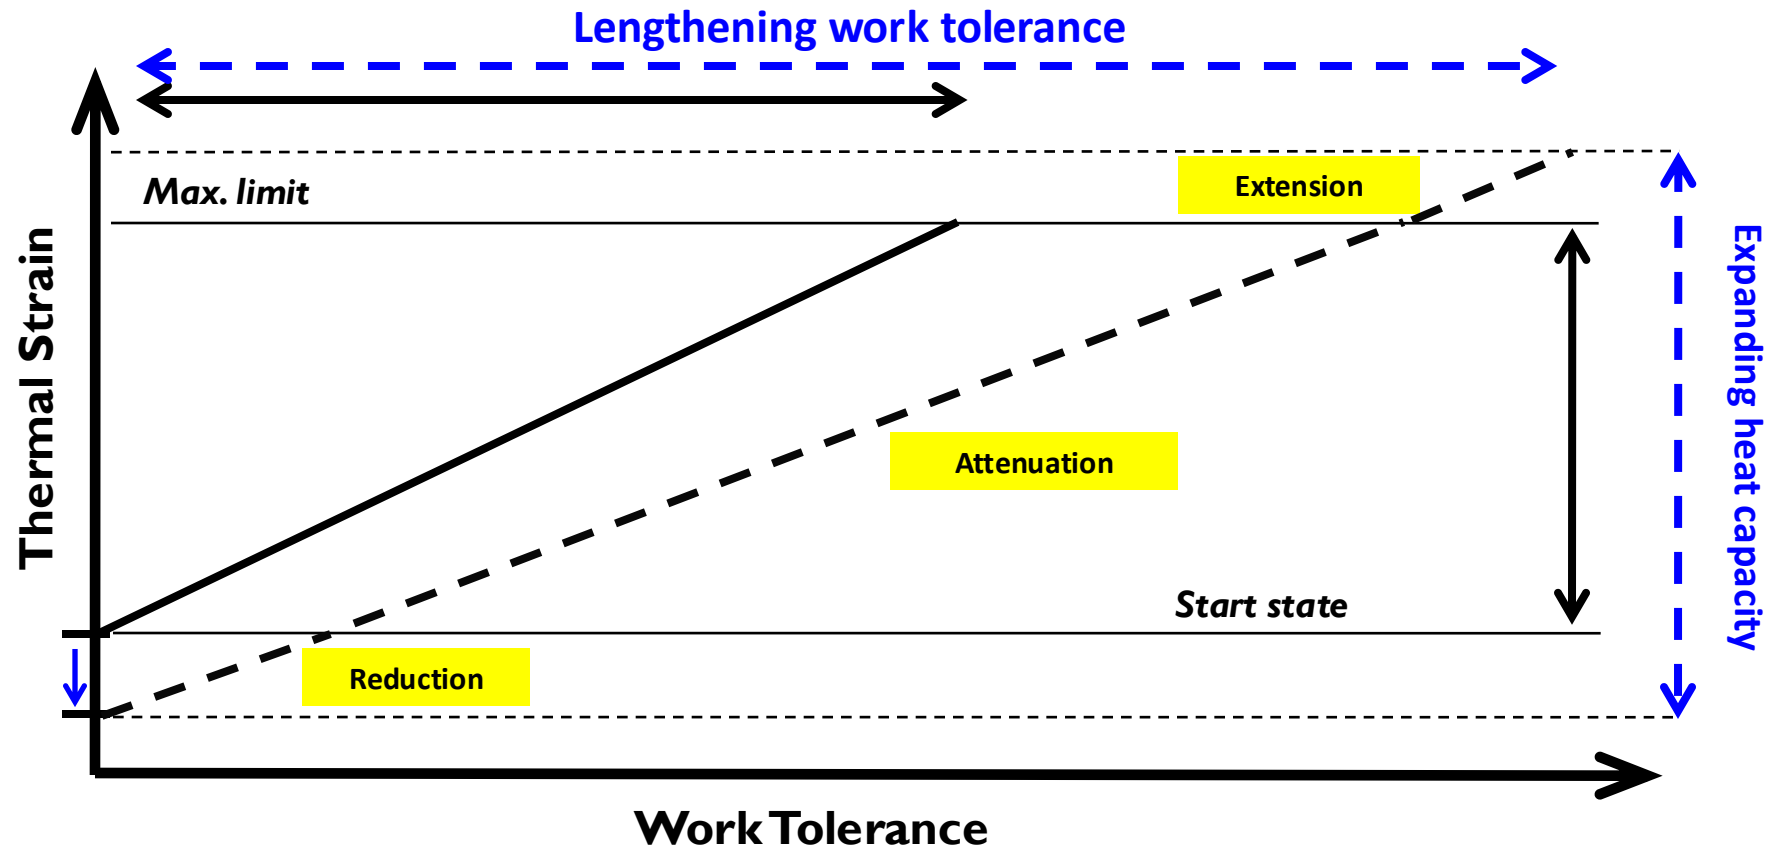 Lengthening work tolerance
Max. limit
Extension
Thermal Strain
Expanding heat capacity
Attenuation
Start state
Reduction
Work Tolerance